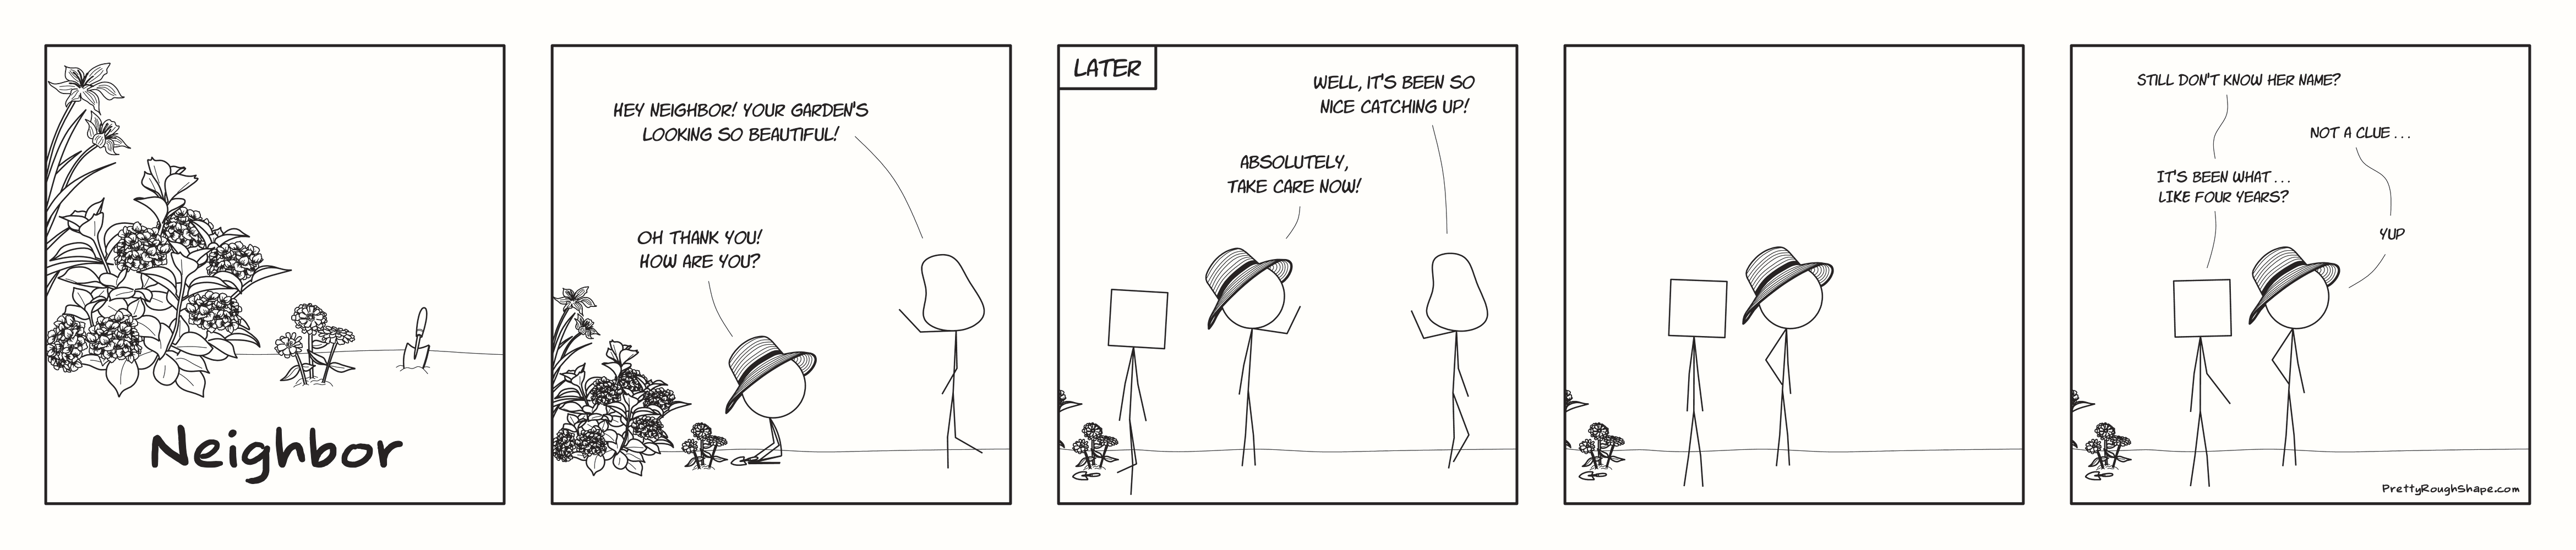 Neighbor
HEY NEIGHBOR! YOUR GARDEN'S
LOOKING SO BEAUTIFUL!
OH THANK YOU!
HOW ARE YOU?
LATER
WELL, IT'S BEEN SO
NICE CATCHING UP!
ABSOLUTELY,
TAKE CARE NOW!
STILL DON'T KNOW HER NAME?
NOT A CLUE . . .
IT'S BEEN WHAT . . .
LIKE FOUR YEARS?
YUP
PrettyRoughShape.com